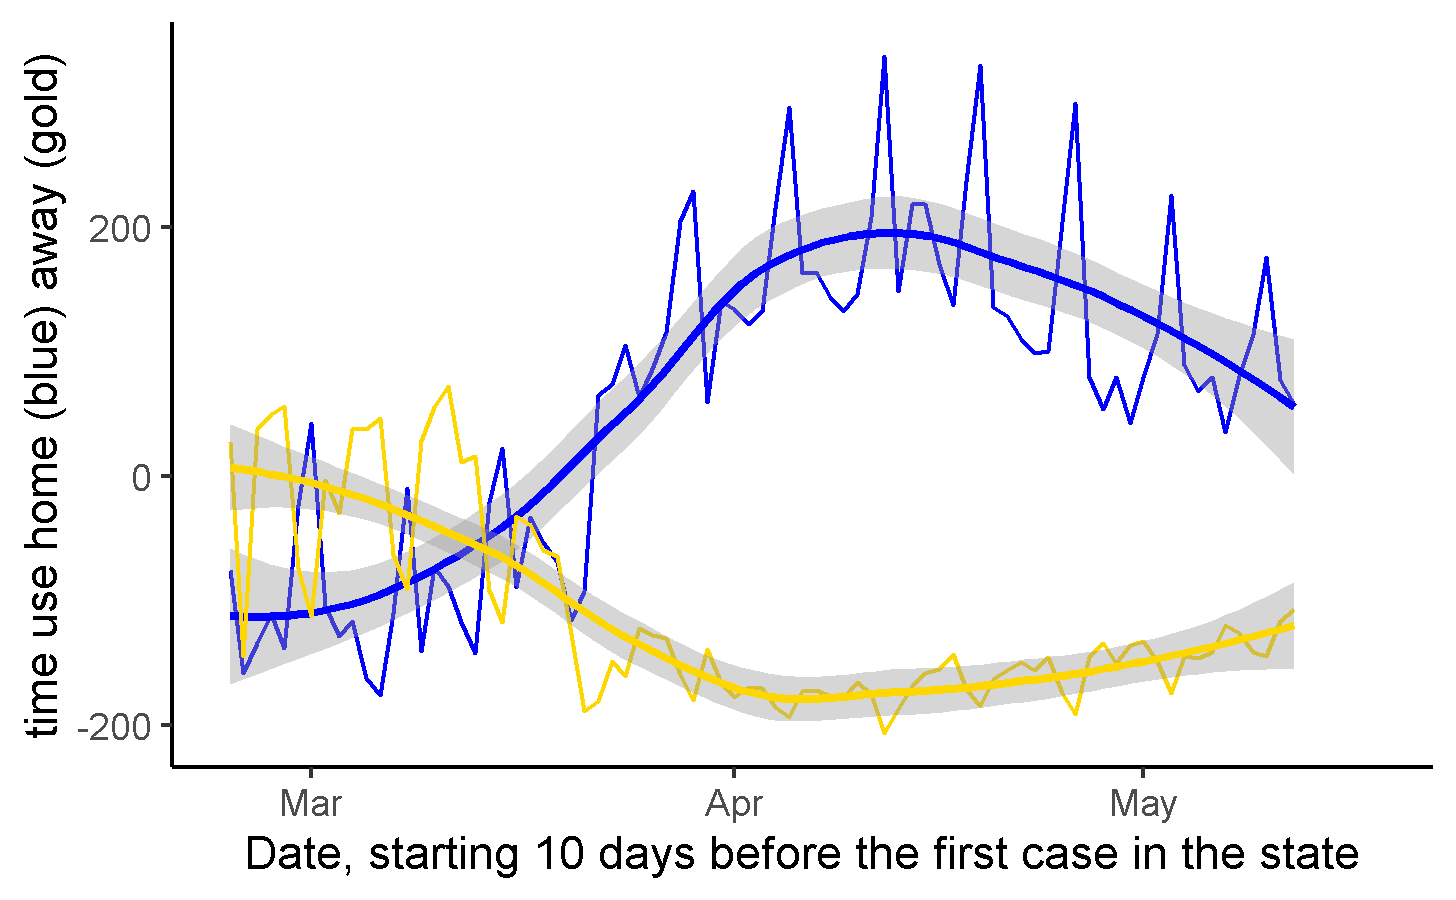 time use home (blue) away (gold)
200
0
-200
Mar
Apr
May
Date, starting 10 days before the first case in the state